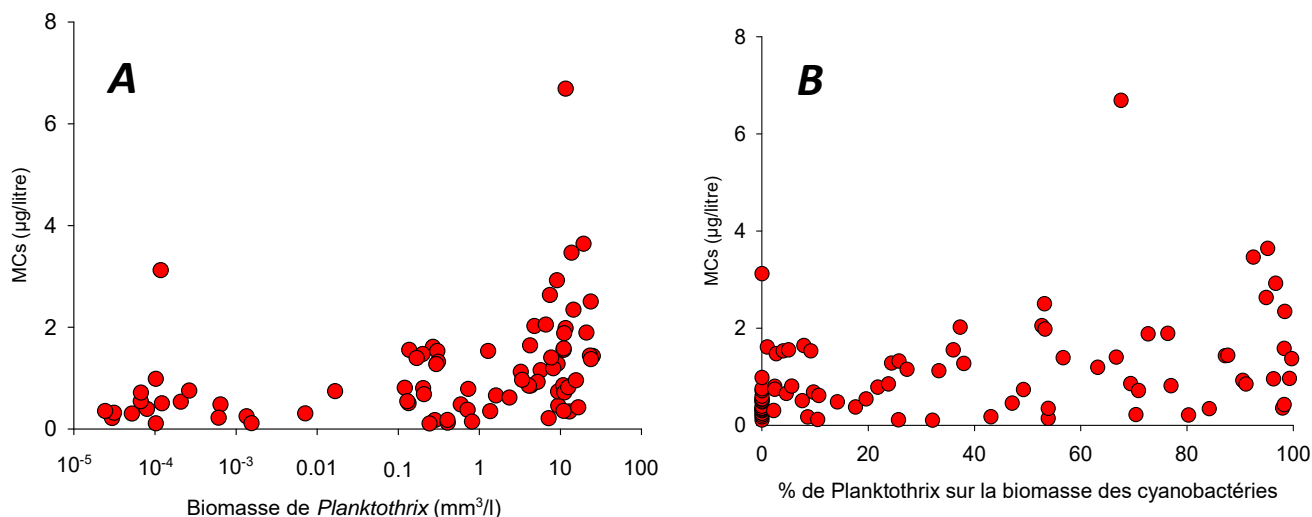 A
MCs (µg/litre)
8
6
4
2
0
10⁻⁵ 10⁻⁴ 10⁻³ 0.01 0.1 1 10 100
Biomasse de Planktothrix (mm³/l)
B
MCs (µg/litre)
8
6
4
2
0
0 20 40 60 80 100
% de Planktothrix sur la biomasse des cyanobactéries